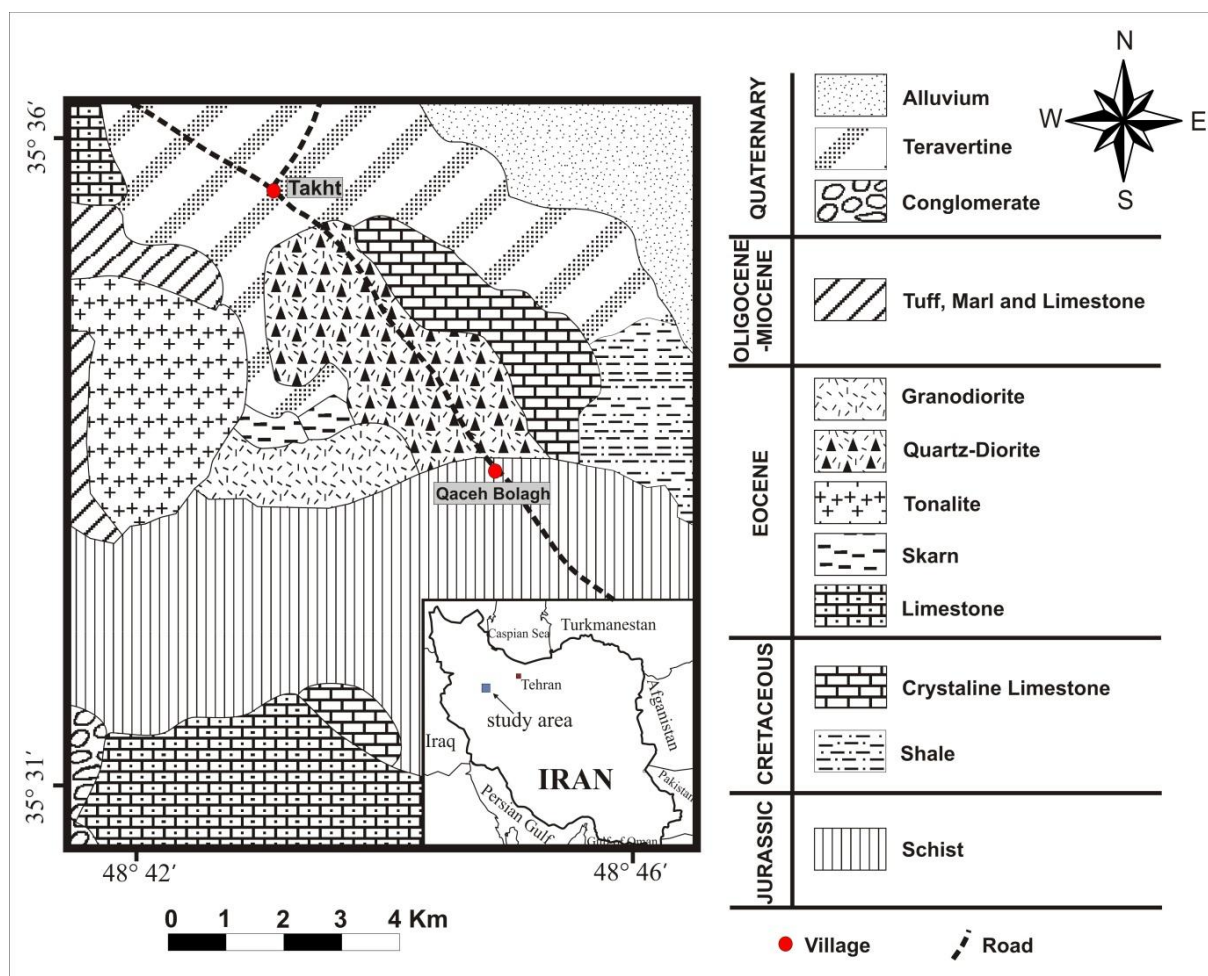 N
W
E
S
35° 36'
35° 31'
48° 42'
48° 46'
Takht
Qaceh Bolagh
Caspian Sea
Turkmanestan
Tehran
study area
Afganistan
Iraq
IRAN
Pakistan
Persian Gulf
Gulf of Oman
0 1 2 3 4 Km
QUATERNARY
Alluvium
Teravertine
Conglomerate
OLIGOCENE
-MIOCENE
Tuff, Marl and Limestone
EOCENE
Granodiorite
Quartz-Diorite
Tonalite
Skarn
Limestone
CRETACEOUS
Crystaline Limestone
Shale
JURASSIC
Schist
Village
Road